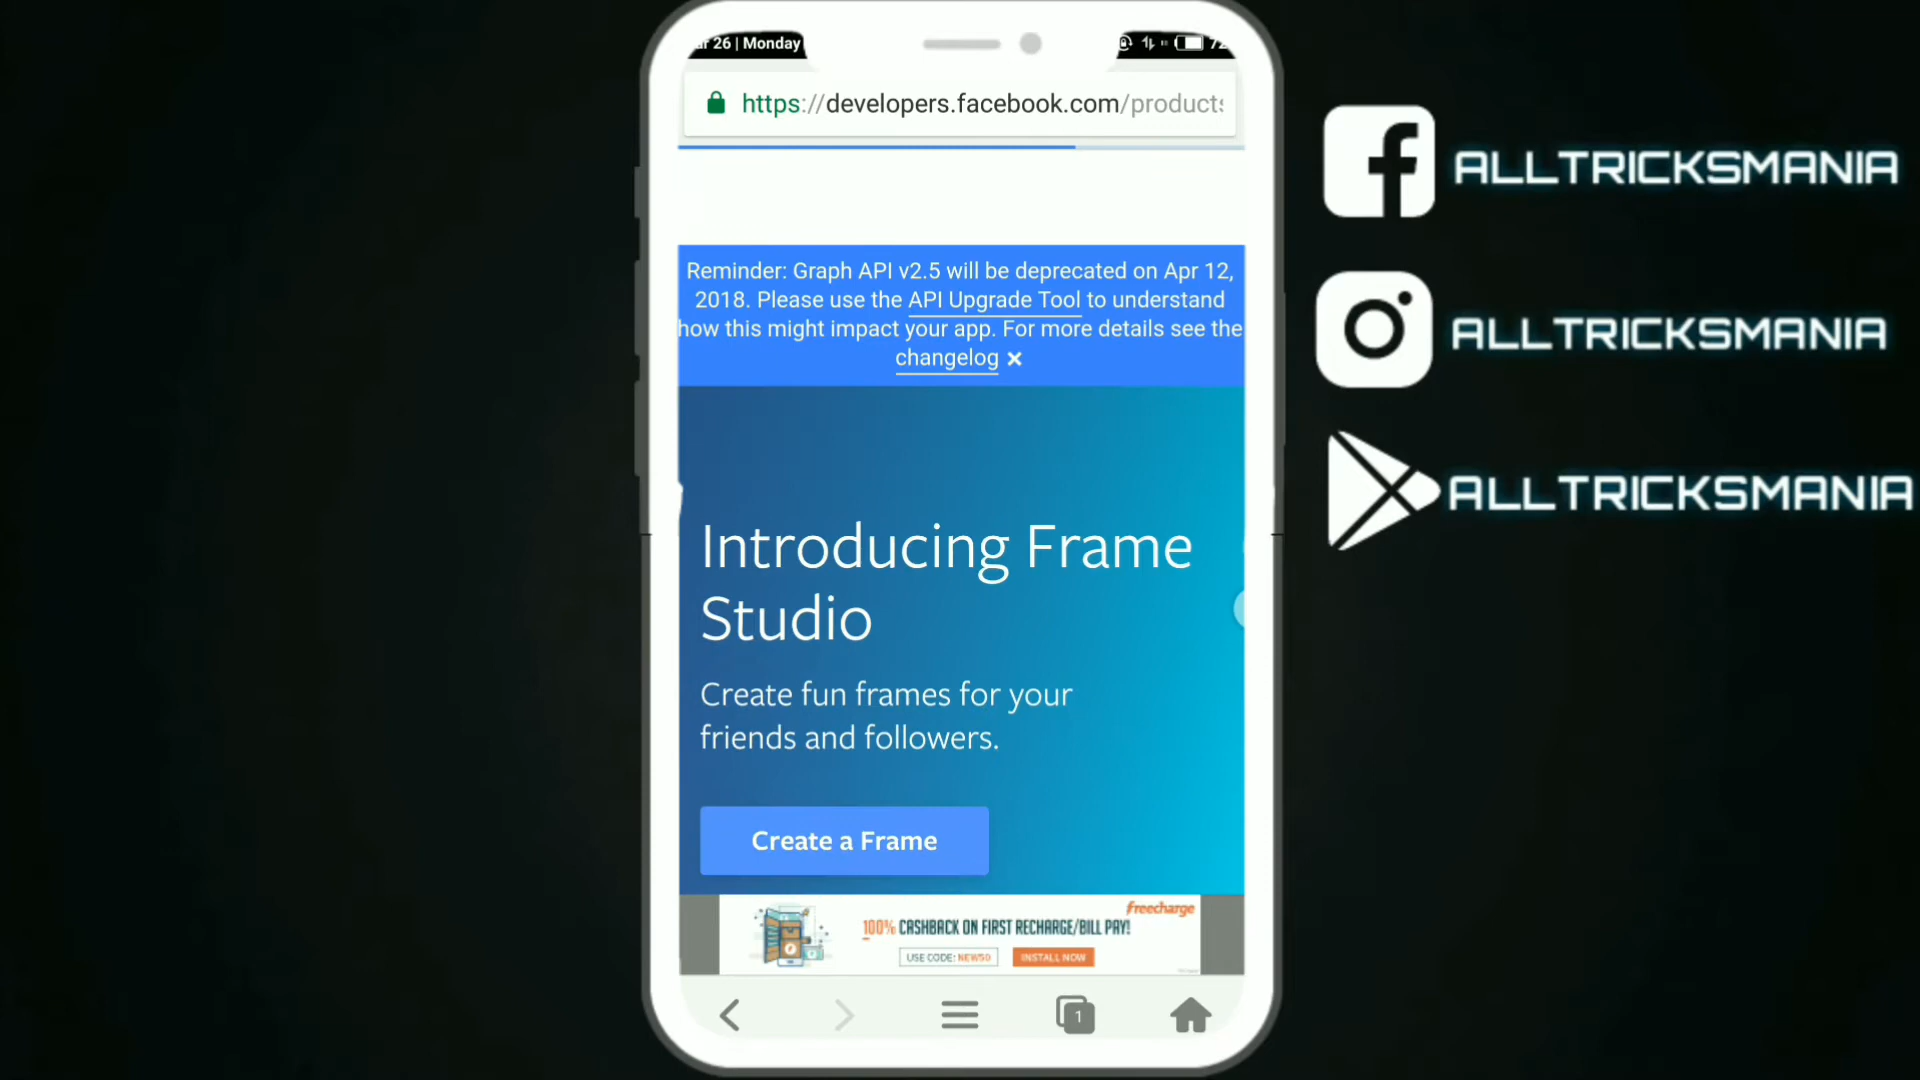 26 | Monday
72
https://developers.facebook.com/products
Reminder: Graph API v2.5 will be deprecated on Apr 12,
2018. Please use the API Upgrade Tool to understand
how this might impact your app. For more details see the
changelog ×
Introducing Frame
Studio
Create fun frames for your
friends and followers.
Create a Frame
freecharge
100% CASHBACK ON FIRST RECHARGE/BILL PAY!
USE CODE: NEW50
INSTALL NOW
1
ALLTRICKSMANIA
ALLTRICKSMANIA
ALLTRICKSMANIA